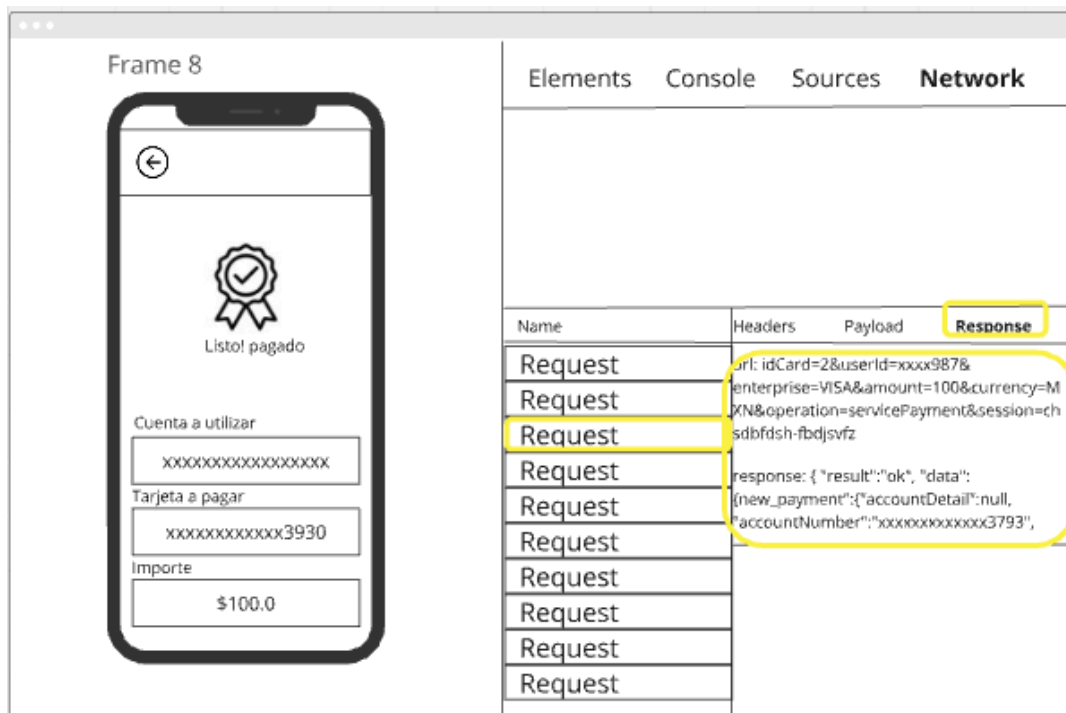 Frame 8
Listo! pagado
Cuenta a utilizar
xxxxxxxxxxxxxxxxx
Tarjeta a pagar
xxxxxxxxxxxx3930
Importe
$100.0
Elements Console Sources Network
Name
Headers Payload Response
Request
Request
Request
Request
Request
Request
Request
Request
Request
Request
url: idCard=2&userId=xxxx987&
enterprise=VISA&amount=100&currency=M
XN&operation=servicePayment&session=ch
sdbfdsh-fbdjsvfz
response: { "result":"ok", "data":
{new_payment":{"accountDetail":null,
"accountNumber":"xxxxxxxxxxxxx3793",